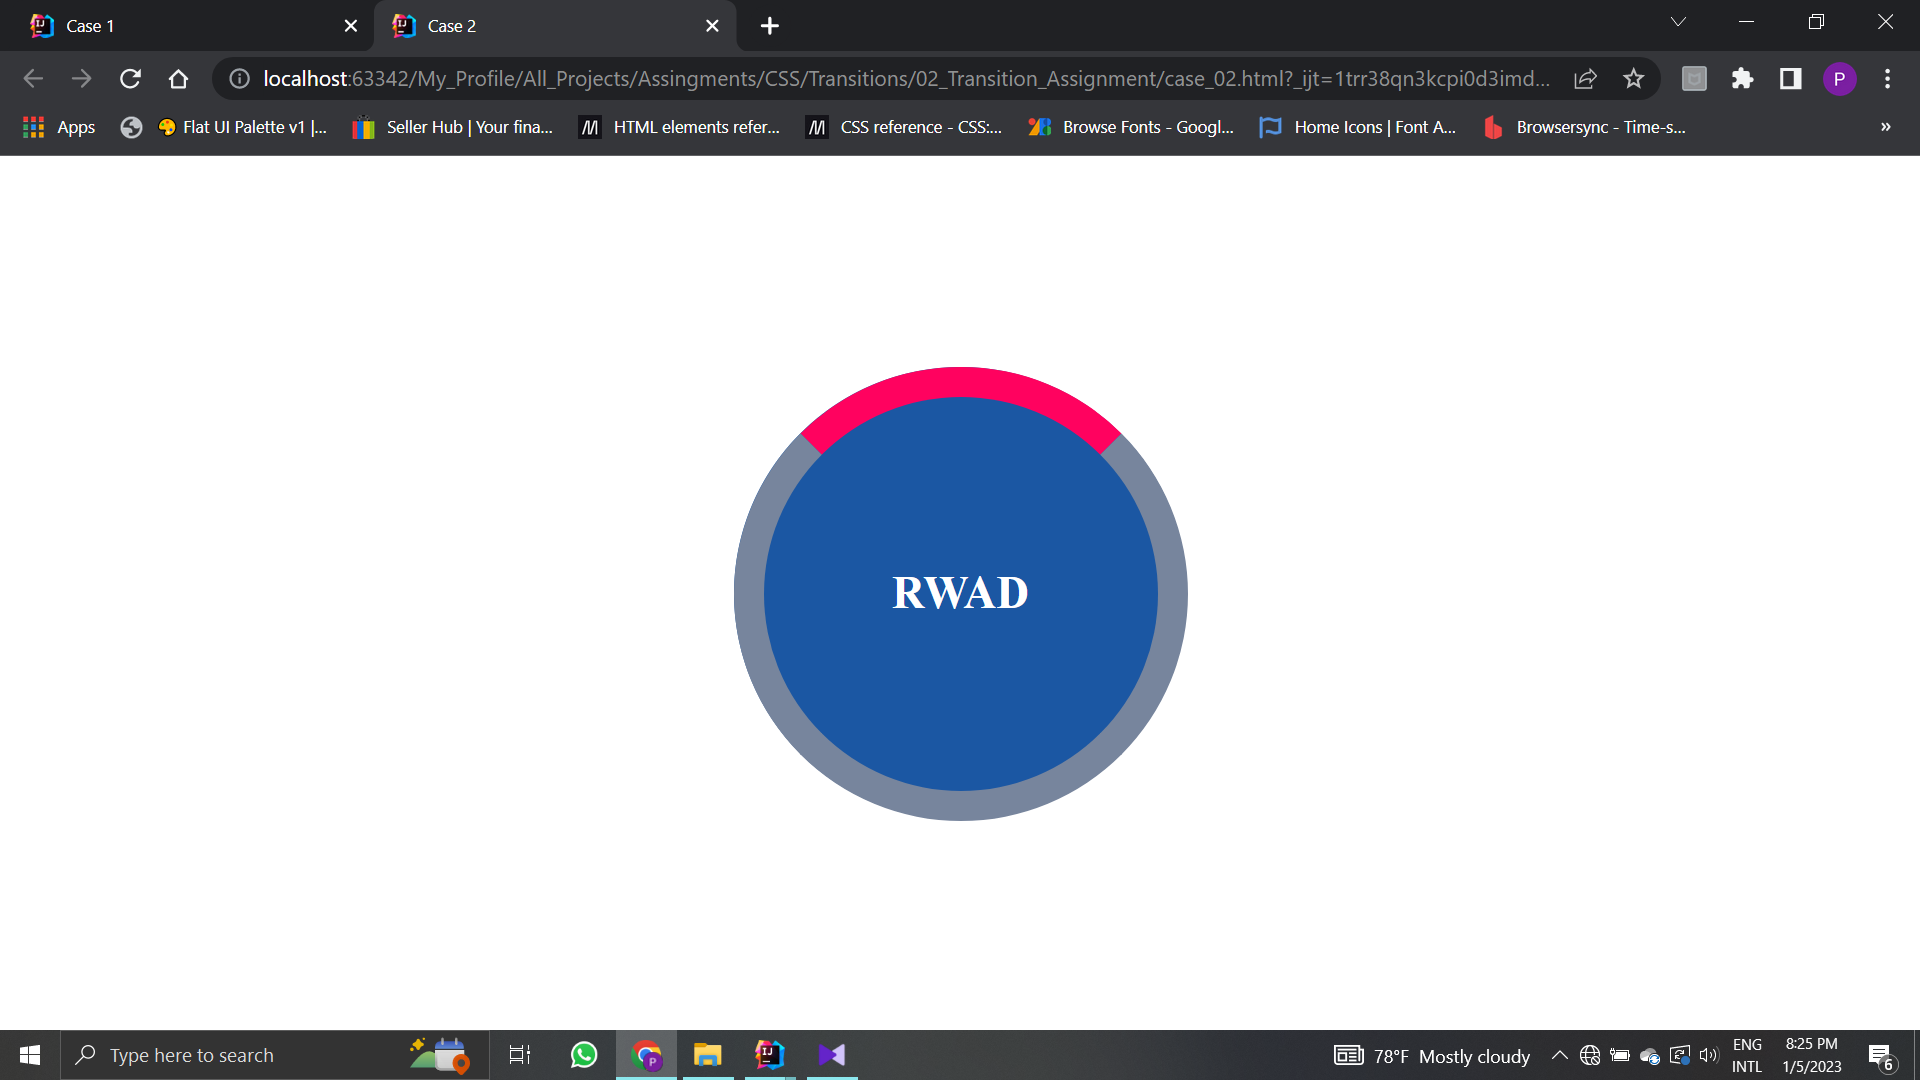 Case 1
Case 2
localhost:63342/My_Profile/All_Projects/Assingments/CSS/Transitions/02_Transition_Assignment/case_02.html?_ijt=1trr38qn3kcpi0d3imd...
P
Apps
Flat UI Palette v1 |...
Seller Hub | Your fina...
HTML elements refer...
CSS reference - CSS:...
Browse Fonts - Googl...
Home Icons | Font A...
Browsersync - Time-s...
»
RWAD
Type here to search
78°F Mostly cloudy
ENG
INTL
8:25 PM
1/5/2023
6